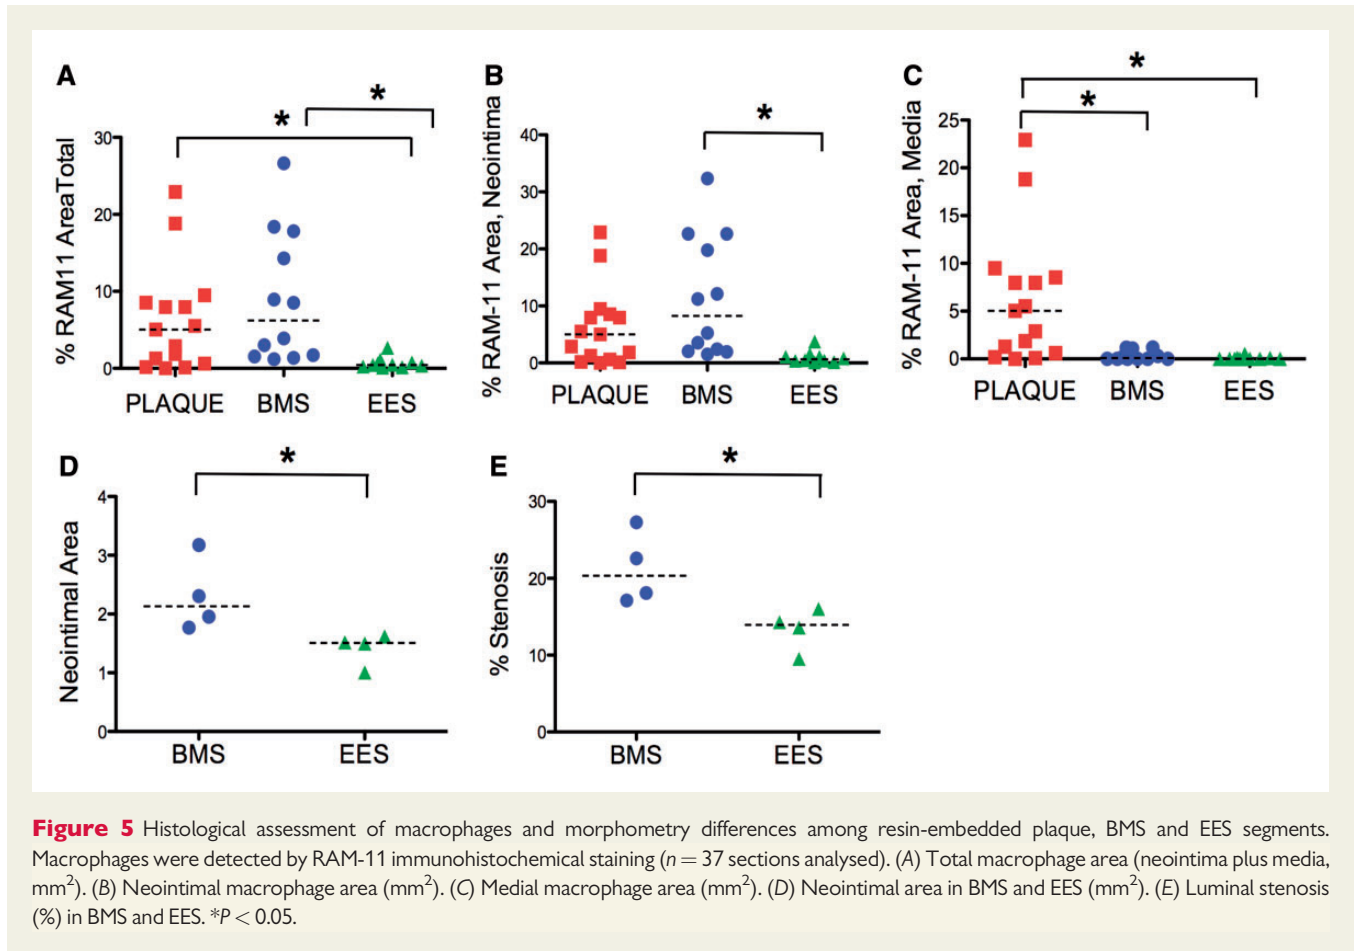 A
*
*
% RAM11 AreaTotal
30
20
10
0
PLAQUE BMS EES
B
*
% RAM-11 Area, Neointima
40
30
20
10
0
PLAQUE BMS EES
C
*
*
% RAM-11 Area, Media
25
20
15
10
5
0
PLAQUE BMS EES
D
*
Neointimal Area
4
3
2
1
0
BMS EES
E
*
% Stenosis
30
20
10
0
BMS EES
Figure 5 Histological assessment of macrophages and morphometry differences among resin-embedded plaque, BMS and EES segments.
Macrophages were detected by RAM-11 immunohistochemical staining (n = 37 sections analysed). (A) Total macrophage area (neointima plus media,
mm²). (B) Neointimal macrophage area (mm²). (C) Medial macrophage area (mm²). (D) Neointimal area in BMS and EES (mm²). (E) Luminal stenosis
(%) in BMS and EES. *P < 0.05.